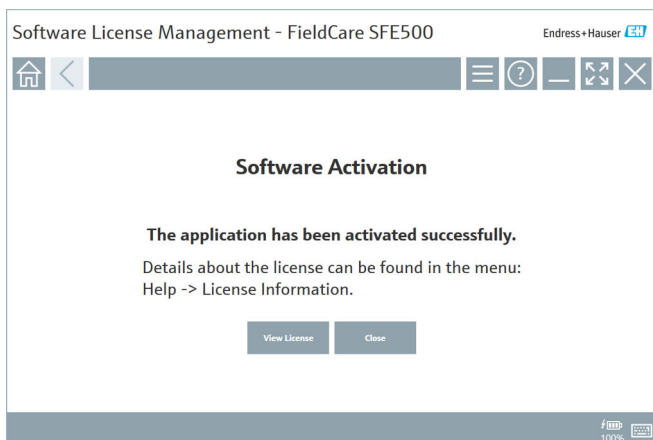 Software License Management - FieldCare SFE500
Endress+Hauser EH
?
Software Activation
The application has been activated successfully.
Details about the license can be found in the menu:
Help -> License Information.
View License Close
100%